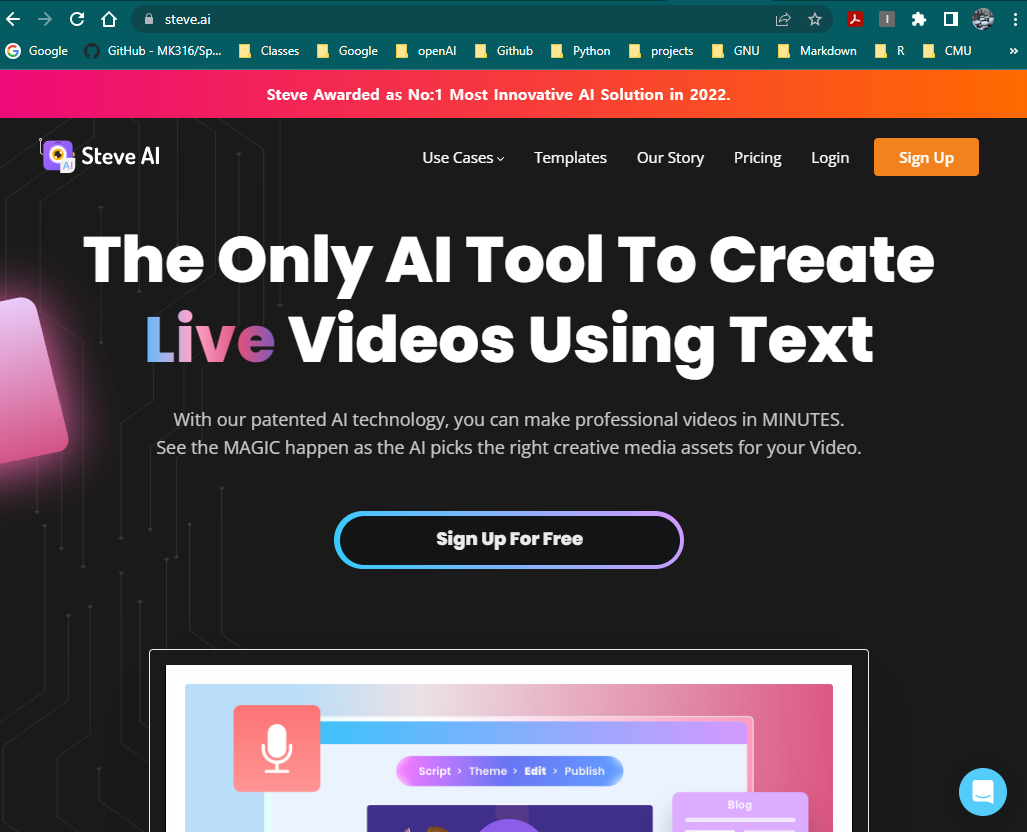 steve.ai
Google
GitHub - MK316/Sp...
Classes
Google
openAI
Github
Python
projects
GNU
Markdown
R
CMU
»
Steve Awarded as No:1 Most Innovative AI Solution in 2022.
AI
Steve AI
Use Cases
Templates
Our Story
Pricing
Login
Sign Up
The Only AI Tool To Create
Live Videos Using Text
With our patented AI technology, you can make professional videos in MINUTES.
See the MAGIC happen as the AI picks the right creative media assets for your Video.
Sign Up For Free
Script > Theme > Edit > Publish
Blog